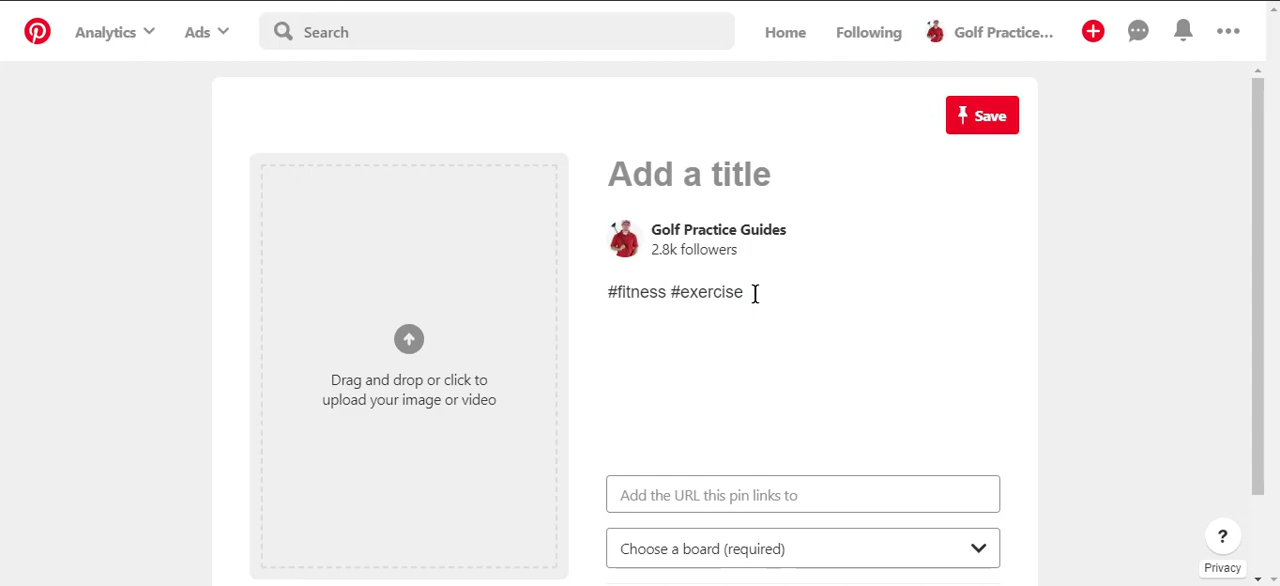 Analytics Ads Search Home Following Golf Practice...
Save
Add a title
Golf Practice Guides
2.8k followers
#fitness #exercise
Drag and drop or click to
upload your image or video
Add the URL this pin links to
Choose a board (required)
?
Privacy